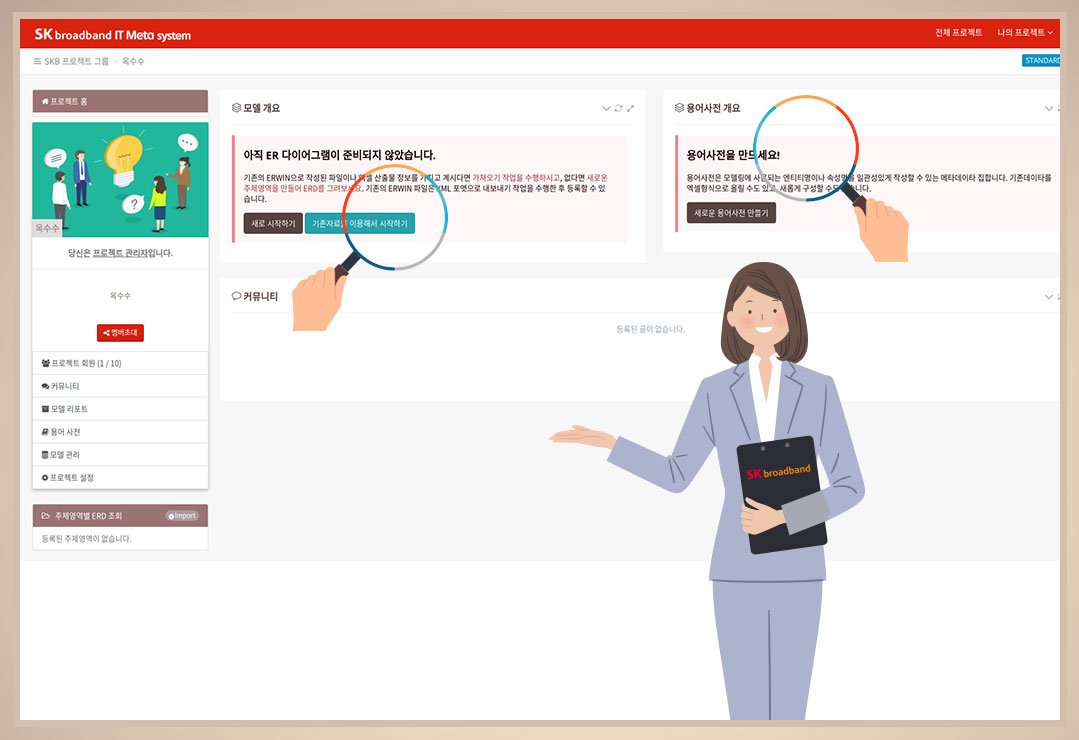 SK broadband IT Meta system
전체 프로젝트 나의 프로젝트
SKB 프로젝트 그룹 옥수수
STANDARD
프로젝트 홈
옥수수
당신은 프로젝트 관리자입니다.
옥수수
멤버초대
프로젝트 회원 (1 / 10)
커뮤니티
모델 리포트
용어 사전
모델 관리
프로젝트 설정
주제영역별 ERD 조회 Import
등록된 주제영역이 없습니다.
모델 개요
아직 ER 다이어그램이 준비되지 않았습니다.
기존의 ERWIN으로 작성된 파일이나 엑셀 산출물 정보를 가지고 계시다면 가져오기 작업을 수행하시고, 없다면 새로운
주제영역을 만들어 ERD를 그려보세요. 기존의 ERWIN 파일은 XML 포맷으로 내보내기 작업을 수행한 후 등록할 수 있
습니다.
새로 시작하기 기존자료를 이용해서 시작하기
용어사전 개요
용어사전을 만드세요!
용어사전은 모델링에 사용되는 엔티티명이나 속성명을 일관성있게 작성할 수 있는 메타데이타 집합니다. 기존데이타를
엑셀형식으로 올릴 수도 있고, 새롭게 구성할 수도 있습니다.
새로운 용어사전 만들기
커뮤니티
등록된 글이 없습니다.
SK broadband